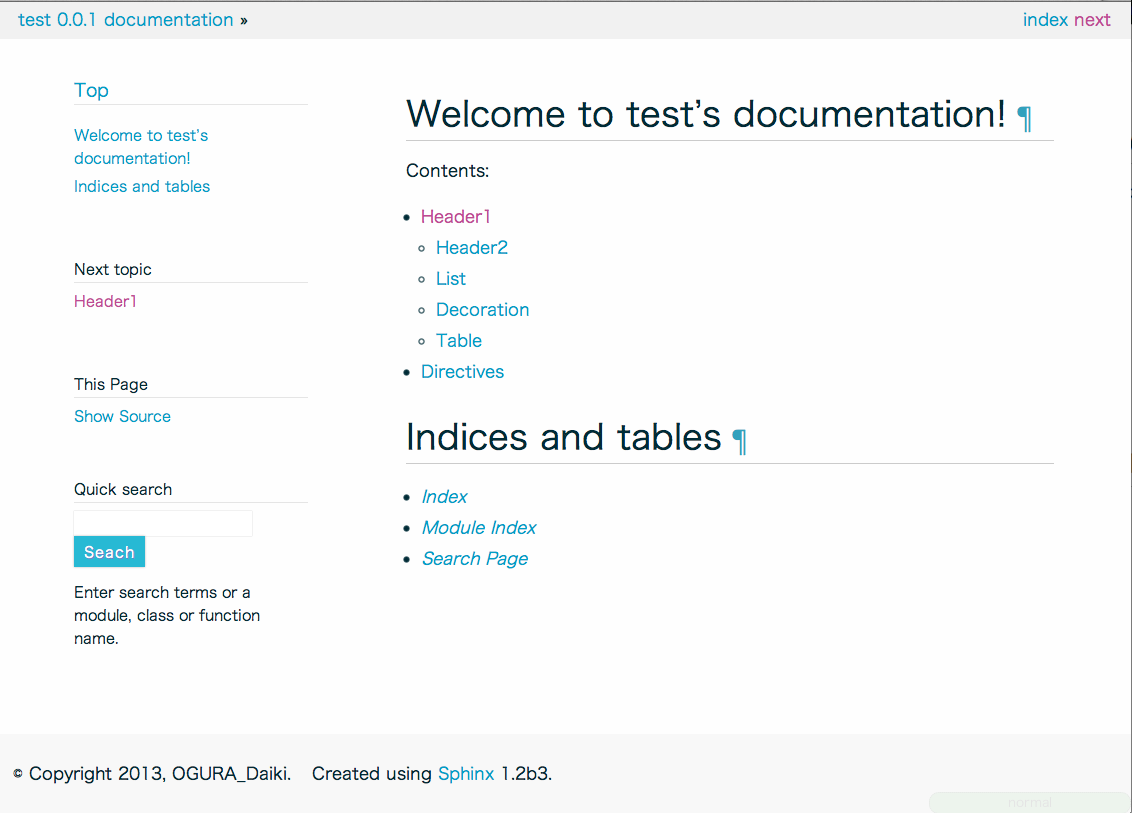 test 0.0.1 documentation »
index next
Top
Welcome to test's
documentation!
Indices and tables
Next topic
Header1
This Page
Show Source
Quick search
Seach
Enter search terms or a
module, class or function
name.
Welcome to test's documentation! ¶
Contents:
• Header1
◦ Header2
◦ List
◦ Decoration
◦ Table
• Directives
Indices and tables ¶
• Index
• Module Index
• Search Page
© Copyright 2013, OGURA_Daiki. Created using Sphinx 1.2b3.
normal